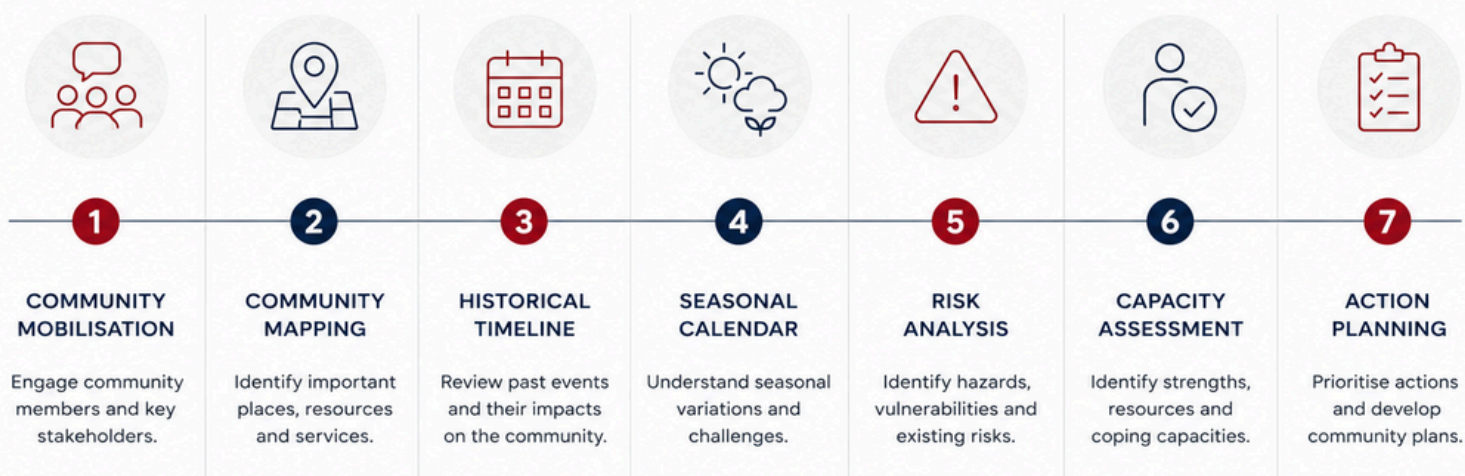 1
COMMUNITY
MOBILISATION
Engage community
members and key
stakeholders.
2
COMMUNITY
MAPPING
Identify important
places, resources
and services.
3
HISTORICAL
TIMELINE
Review past events
and their impacts
on the community.
4
SEASONAL
CALENDAR
Understand seasonal
variations and
challenges.
5
RISK
ANALYSIS
Identify hazards,
vulnerabilities and
existing risks.
6
CAPACITY
ASSESSMENT
Identify strengths,
resources and
coping capacities.
7
ACTION
PLANNING
Prioritise actions
and develop
community plans.